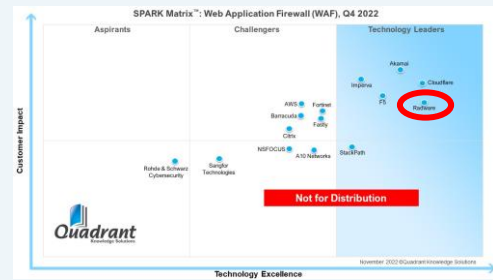 SPARK Matrix™: Web Application Firewall (WAF), Q4 2022
Aspirants
Challengers
Technology Leaders
Akamai
Imperva
Cloudflare
F5
Radware
AWS
Fortinet
Barracuda
Fastly
Citrix
NSFOCUS
A10 Networks
StackPath
Rohde & Schwarz
Cybersecurity
Sangfor
Technologies
Customer Impact
Not for Distribution
Quadrant
Knowledge Solutions
November 2022 ©Quadrant Knowledge Solutions
Technology Excellence